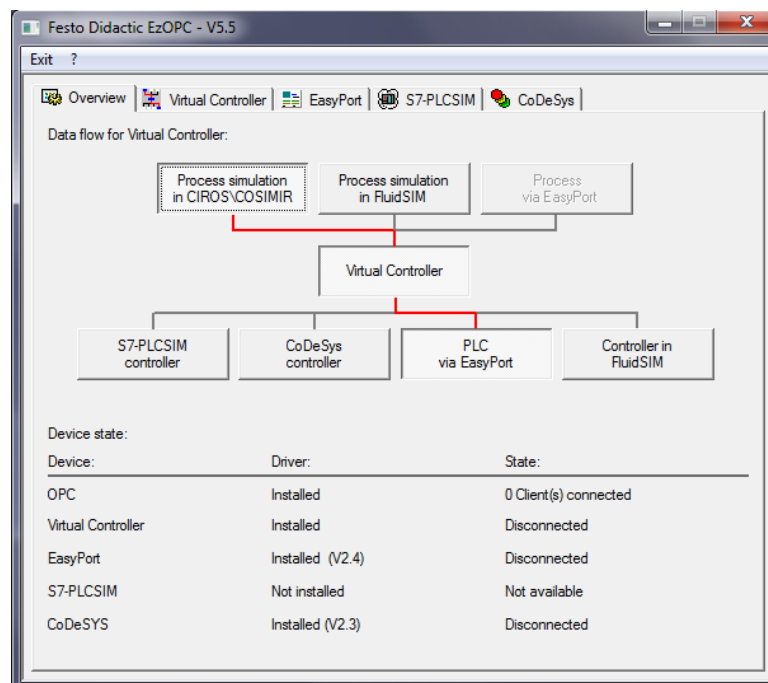 Festo Didactic EzOPC - V5.5
Exit ?
Overview Virtual Controller EasyPort S7-PLCSIM CoDeSys
Data flow for Virtual Controller:
Process simulation
in CIROS\COSIMIR
Process simulation
in FluidSIM
Process
via EasyPort
Virtual Controller
S7-PLCSIM
controller
CoDeSys
controller
PLC
via EasyPort
Controller in
FluidSIM
Device state:
Device: Driver: State:
OPC Installed 0 Client(s) connected
Virtual Controller Installed Disconnected
EasyPort Installed (V2.4) Disconnected
S7-PLCSIM Not installed Not available
CoDeSYS Installed (V2.3) Disconnected